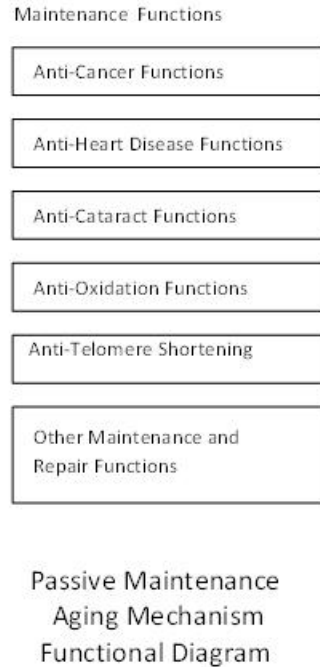 Maintenance Functions
Anti-Cancer Functions
Anti-Heart Disease Functions
Anti-Cataract Functions
Anti-Oxidation Functions
Anti-Telomere Shortening
Other Maintenance and
Repair Functions
Passive Maintenance
Aging Mechanism
Functional Diagram